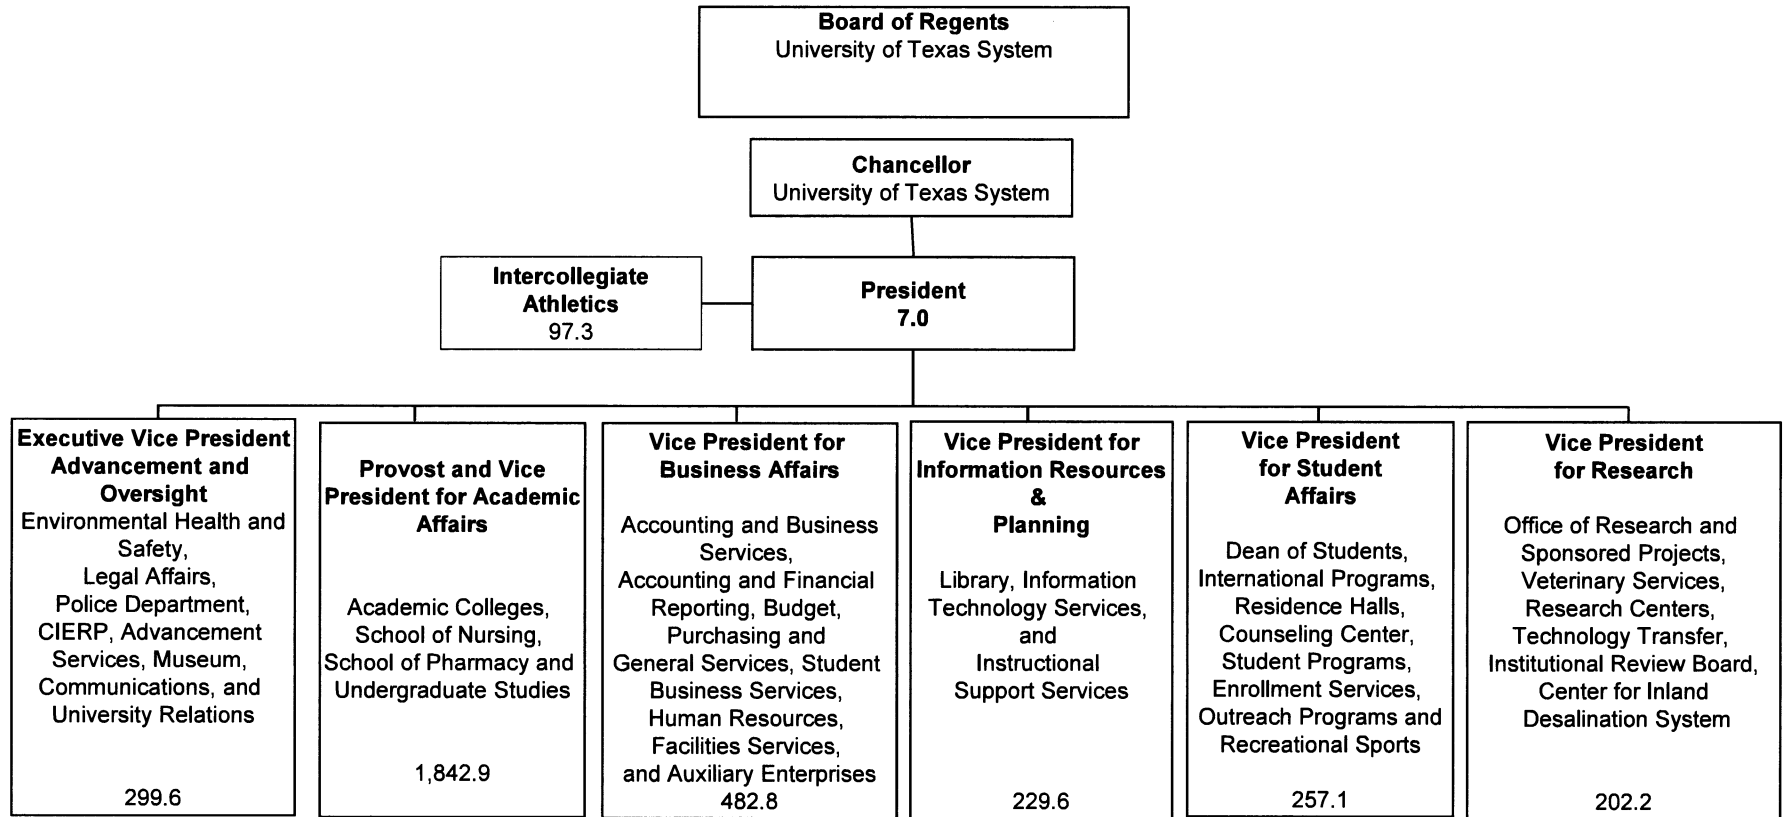 Board of Regents
University of Texas System
Chancellor
University of Texas System
Intercollegiate
Athletics
97.3
President
7.0
Executive Vice President
Advancement and
Oversight
Environmental Health and
Safety,
Legal Affairs,
Police Department,
CIERP, Advancement
Services, Museum,
Communications, and
University Relations
299.6
Provost and Vice
President for Academic
Affairs
Academic Colleges,
School of Nursing,
School of Pharmacy and
Undergraduate Studies
1,842.9
Vice President for
Business Affairs
Accounting and Business
Services,
Accounting and Financial
Reporting, Budget,
Purchasing and
General Services, Student
Business Services,
Human Resources,
Facilities Services,
and Auxiliary Enterprises
482.8
Vice President for
Information Resources
&
Planning
Library, Information
Technology Services,
and
Instructional
Support Services
229.6
Vice President
for Student
Affairs
Dean of Students,
International Programs,
Residence Halls,
Counseling Center,
Student Programs,
Enrollment Services,
Outreach Programs and
Recreational Sports
257.1
Vice President
for Research
Office of Research and
Sponsored Projects,
Veterinary Services,
Research Centers,
Technology Transfer,
Institutional Review Board,
Center for Inland
Desalination System
202.2